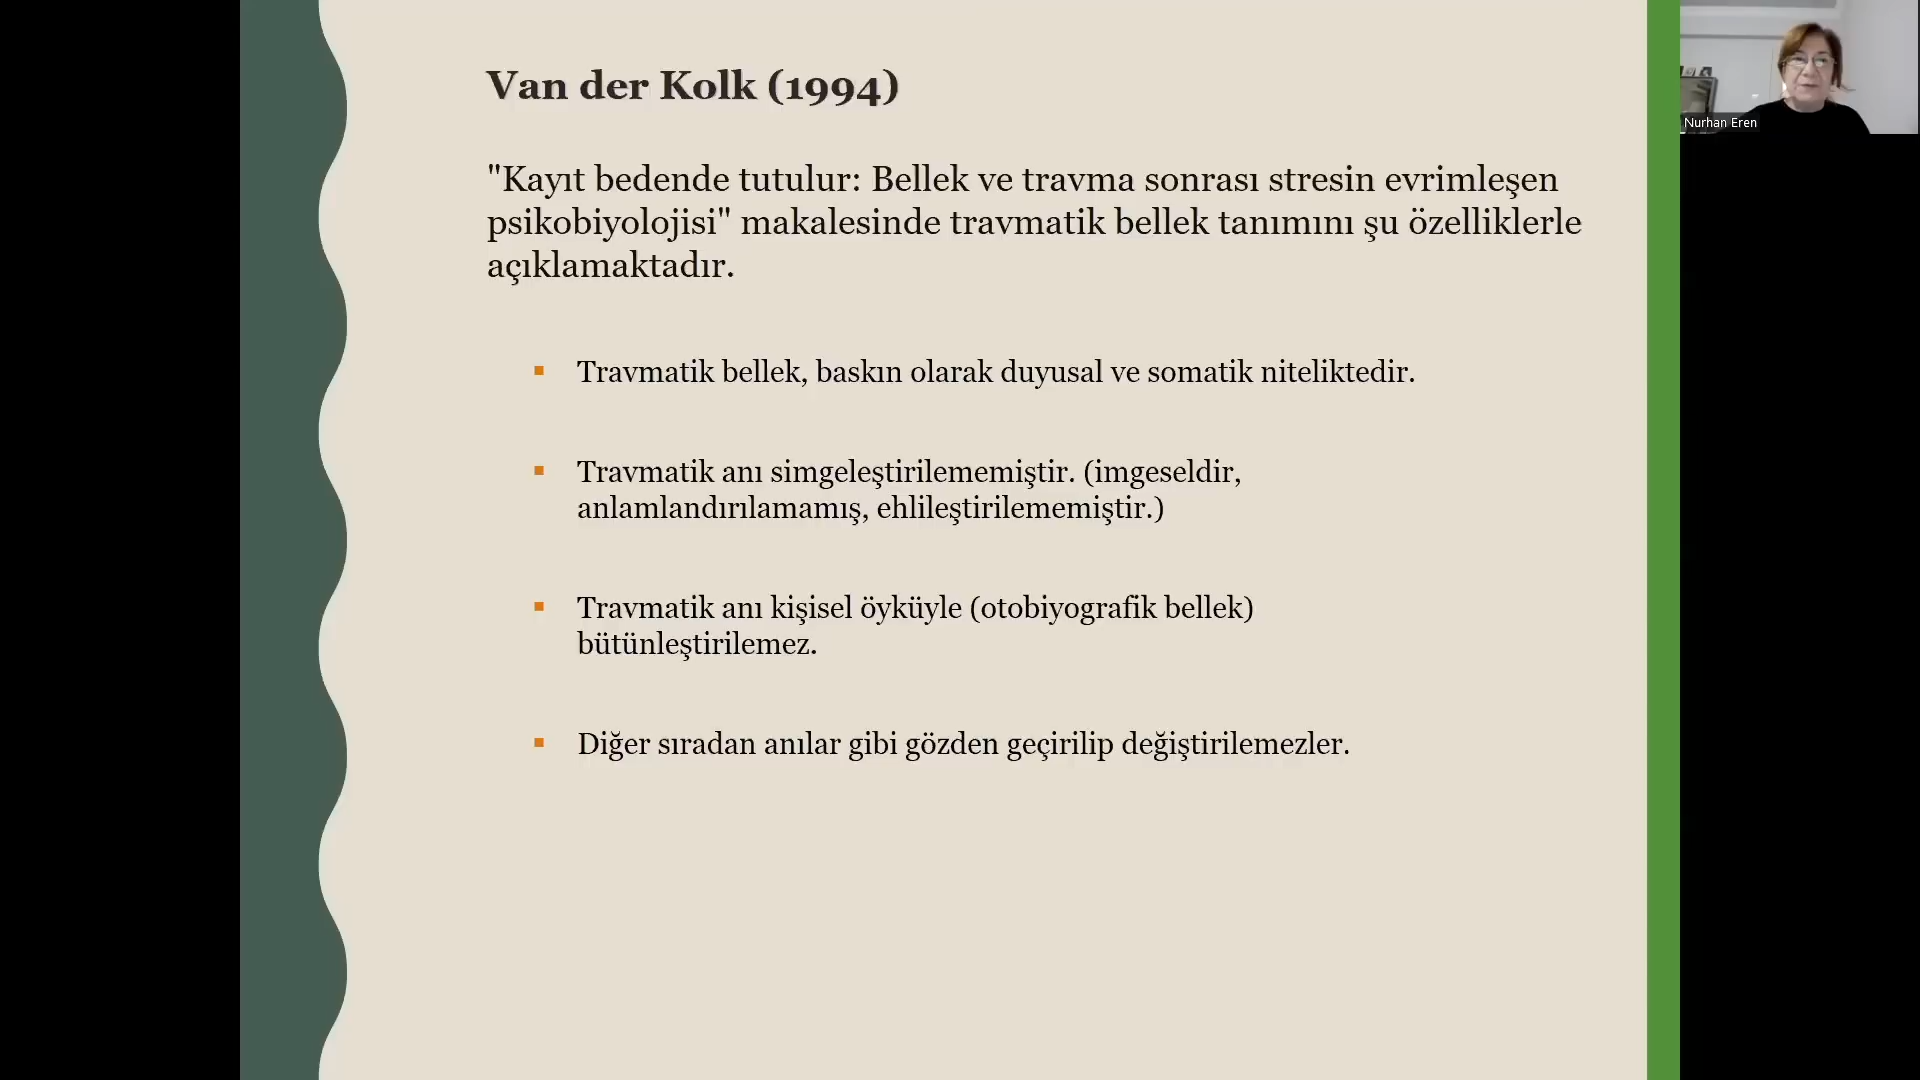 Van der Kolk (1994)
"Kayıt bedende tutulur: Bellek ve travma sonrası stresin evrimleşen
psikobiyolojisi" makalesinde travmatik bellek tanımını şu özelliklerle
açıklamaktadır.
▪ Travmatik bellek, baskın olarak duyusal ve somatik niteliktedir.
▪ Travmatik anı simgeleştirilememiştir. (imgeseldir,
anlamlandırılamamış, ehlileştirilememiştir.)
▪ Travmatik anı kişisel öyküyle (otobiyografik bellek)
bütünleştirilemez.
▪ Diğer sıradan anılar gibi gözden geçirilip değiştirilemezler.
Nurhan Eren